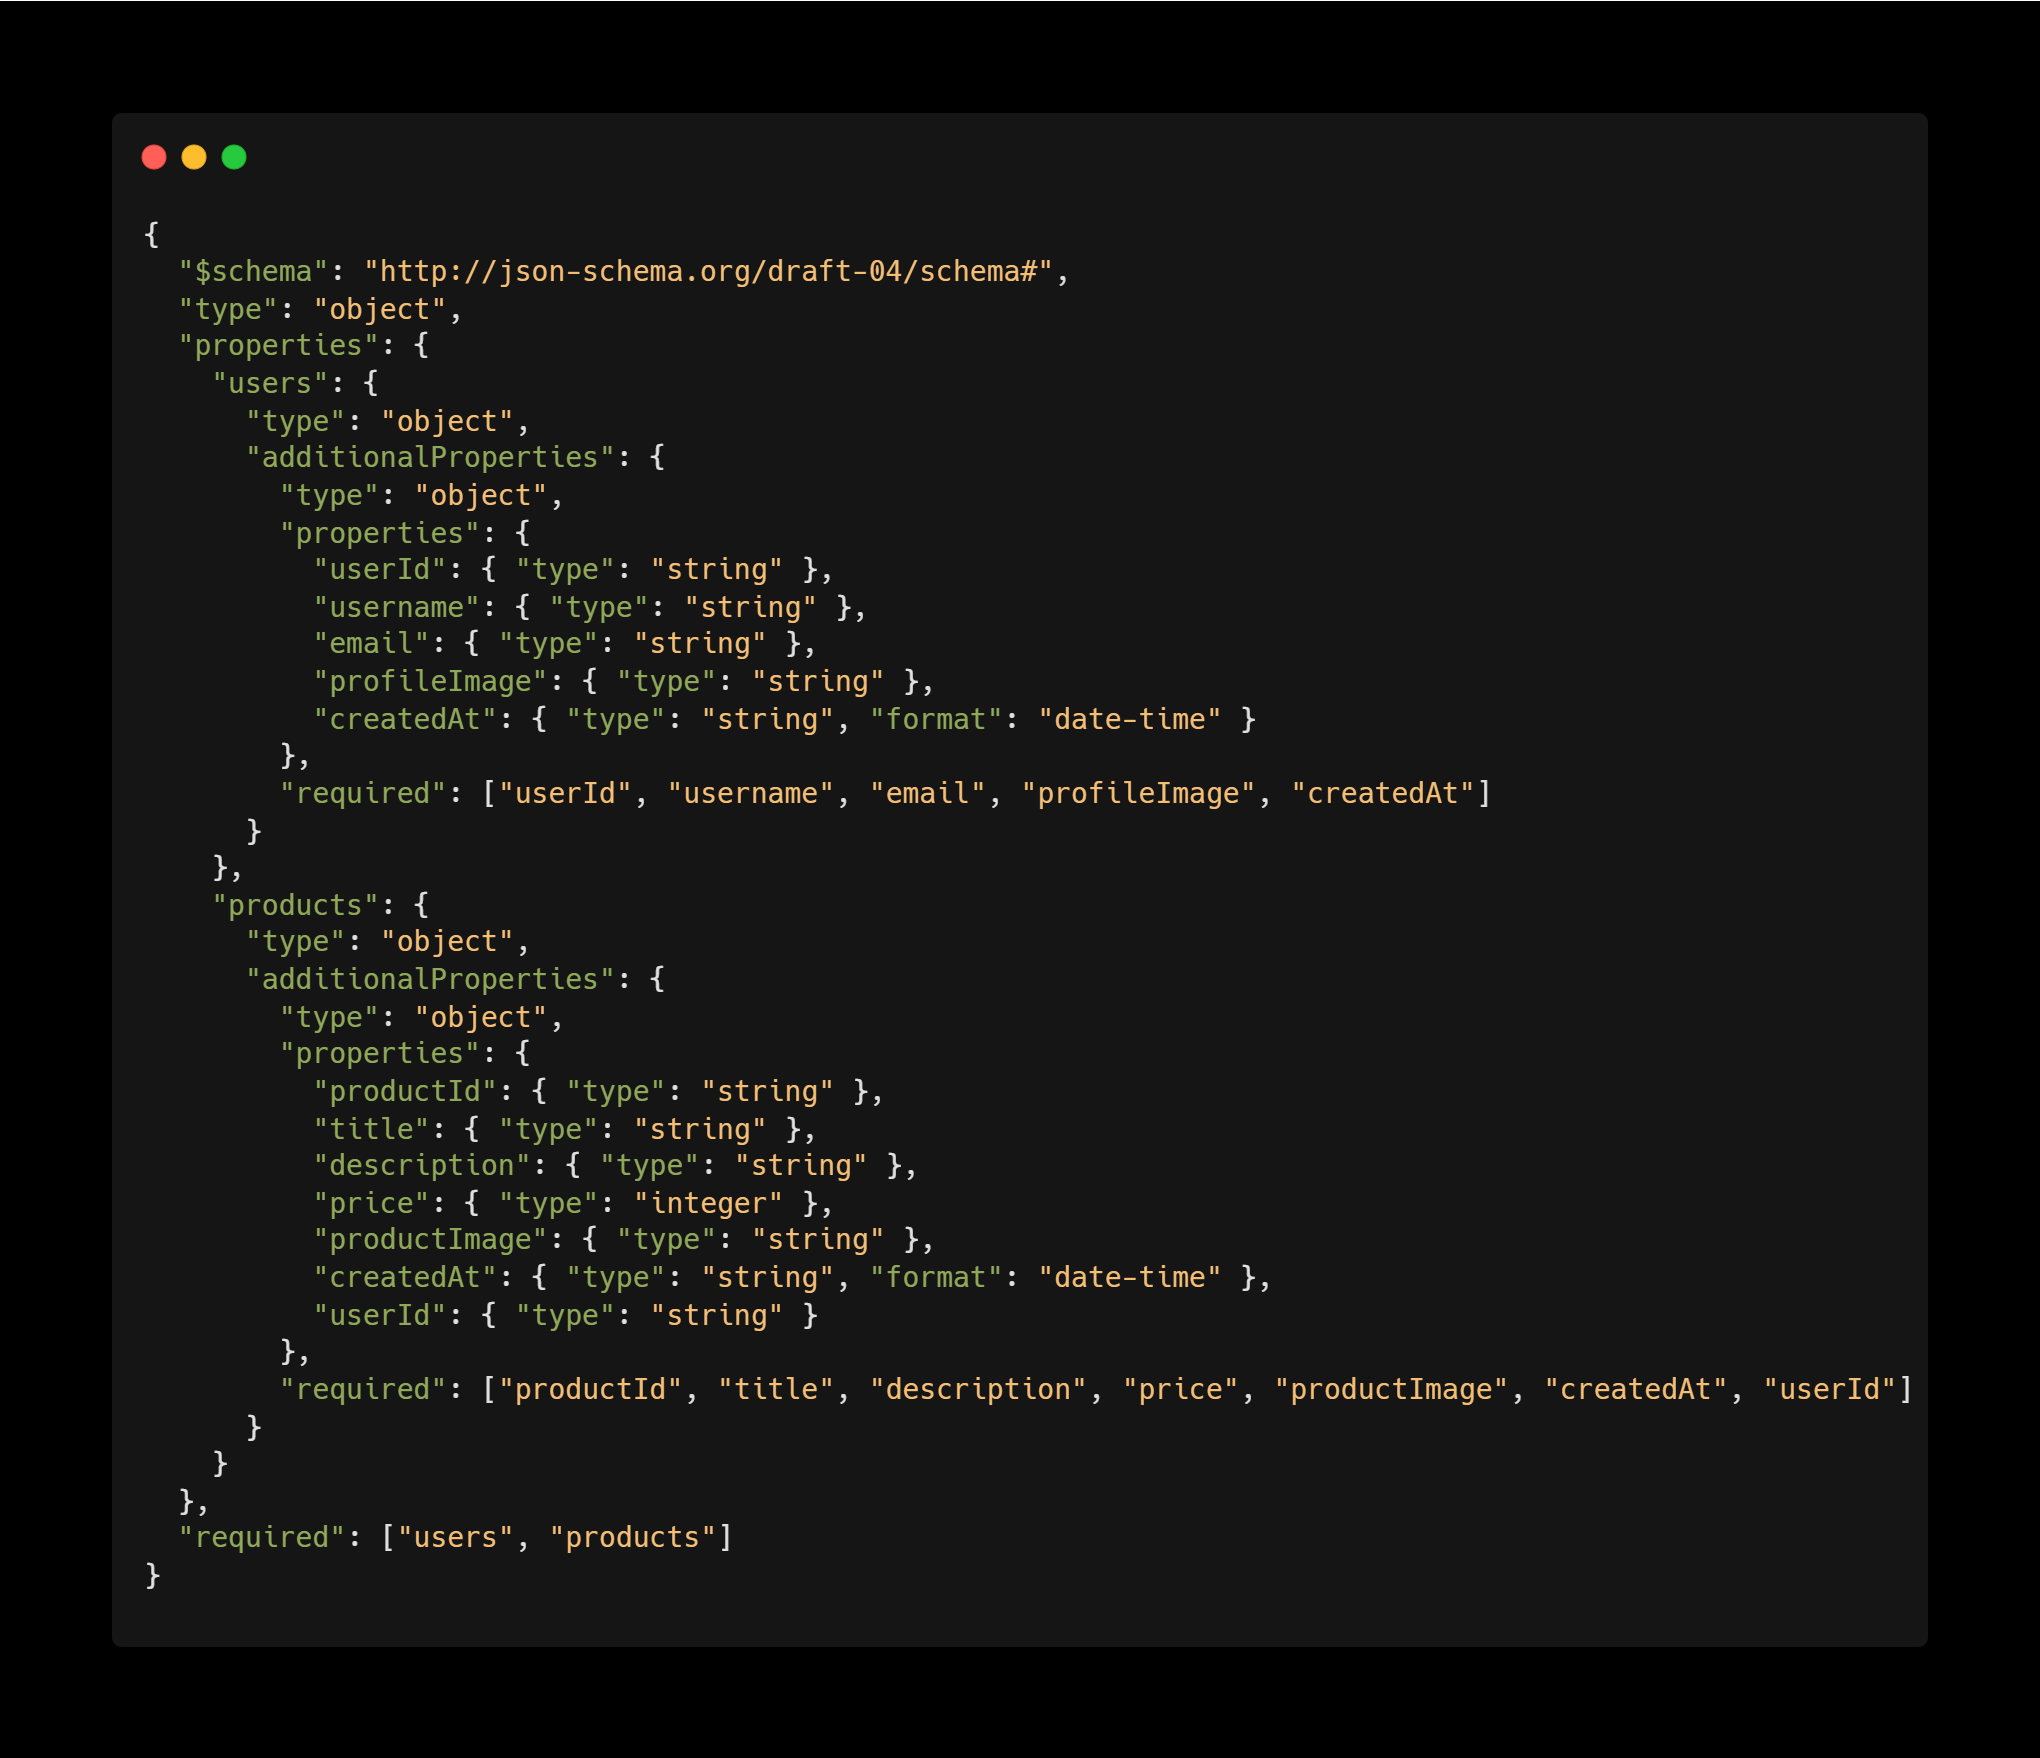 {
  "$schema": "http://json-schema.org/draft-04/schema#",
  "type": "object",
  "properties": {
    "users": {
      "type": "object",
      "additionalProperties": {
        "type": "object",
        "properties": {
          "userId": { "type": "string" },
          "username": { "type": "string" },
          "email": { "type": "string" },
          "profileImage": { "type": "string" },
          "createdAt": { "type": "string", "format": "date-time" }
        },
        "required": ["userId", "username", "email", "profileImage", "createdAt"]
      }
    },
    "products": {
      "type": "object",
      "additionalProperties": {
        "type": "object",
        "properties": {
          "productId": { "type": "string" },
          "title": { "type": "string" },
          "description": { "type": "string" },
          "price": { "type": "integer" },
          "productImage": { "type": "string" },
          "createdAt": { "type": "string", "format": "date-time" },
          "userId": { "type": "string" }
        },
        "required": ["productId", "title", "description", "price", "productImage", "createdAt", "userId"]
      }
    }
  },
  "required": ["users", "products"]
}